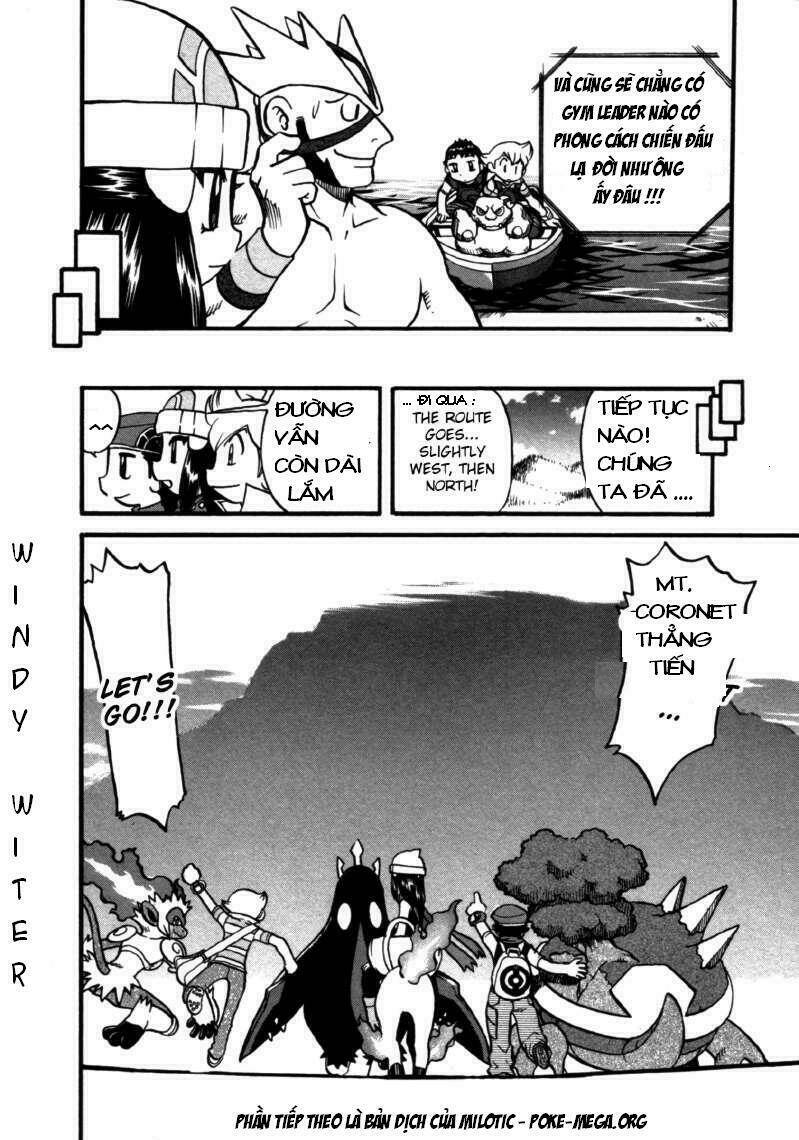 VÀ CŨNG SẼ CHẲNG CÓ
GYM LEADER NÀO CÓ
PHONG CÁCH CHIẾN ĐẤU
LẠ ĐỜI NHƯ ÔNG
ẤY ĐÂU !!!
TIẾP TỤC
NÀO!
CHÚNG
TA ĐÃ ....
... ĐI QUA :
THE ROUTE
GOES...
SLIGHTLY
WEST, THEN
NORTH!
ĐƯỜNG
VẪN
CÒN DÀI
LẮM
^^
MT.
-CORONET
THẲNG
TIẾN
...
LET'S
GO!!!
WINDY WITER
PHẦN TIẾP THEO LÀ BẢN DỊCH CỦA MILOTIC - POKE-MEGA.ORG